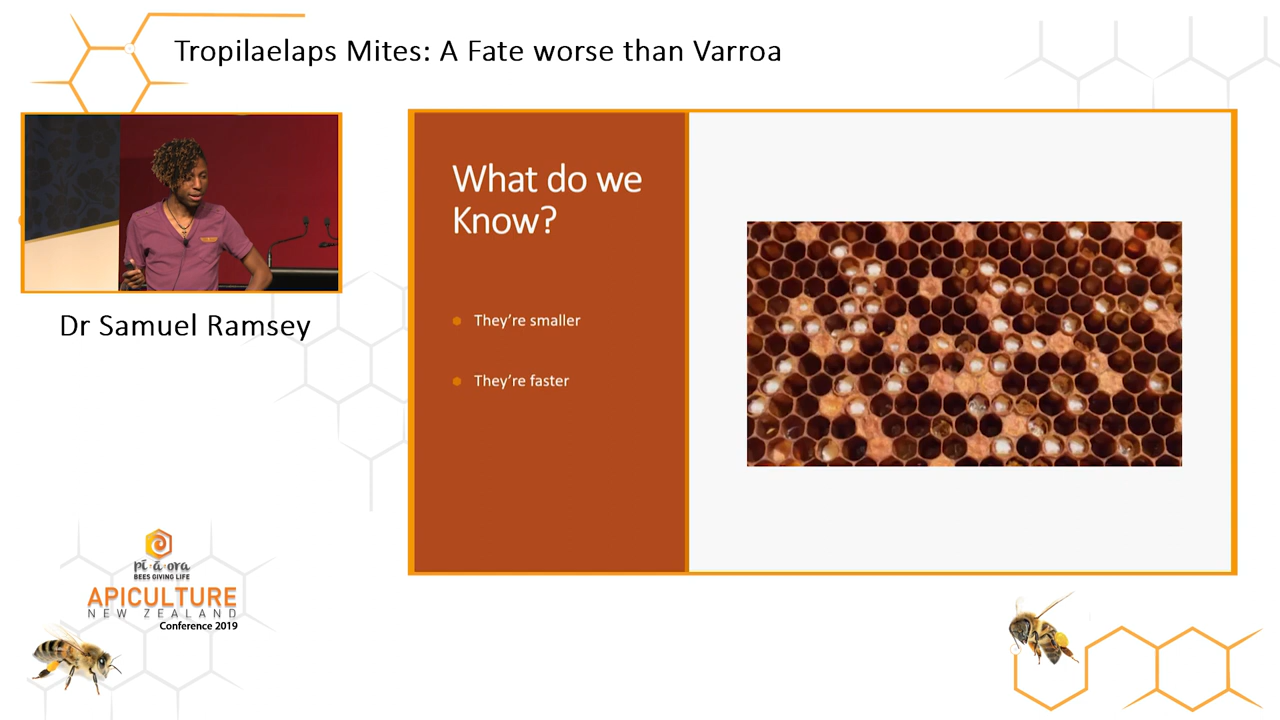 Tropilaelaps Mites: A Fate worse than Varroa
What do we
Know?
They're smaller
They're faster
Dr Samuel Ramsey
pī·ā·ora
BEES GIVING LIFE
APICULTURE
NEW ZEALAND
Conference 2019